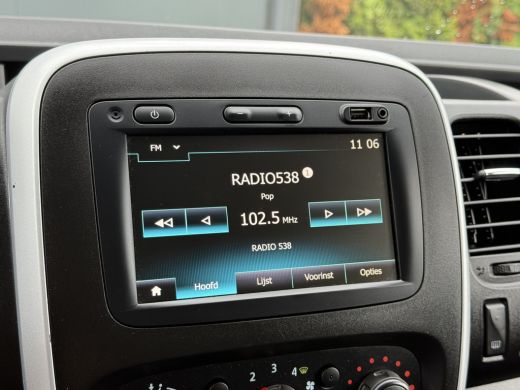 FM
11 06
RADIO538
Pop
102.5 MHz
RADIO 538
Hoofd
Lijst
Voorinst
Opties
2 3 4